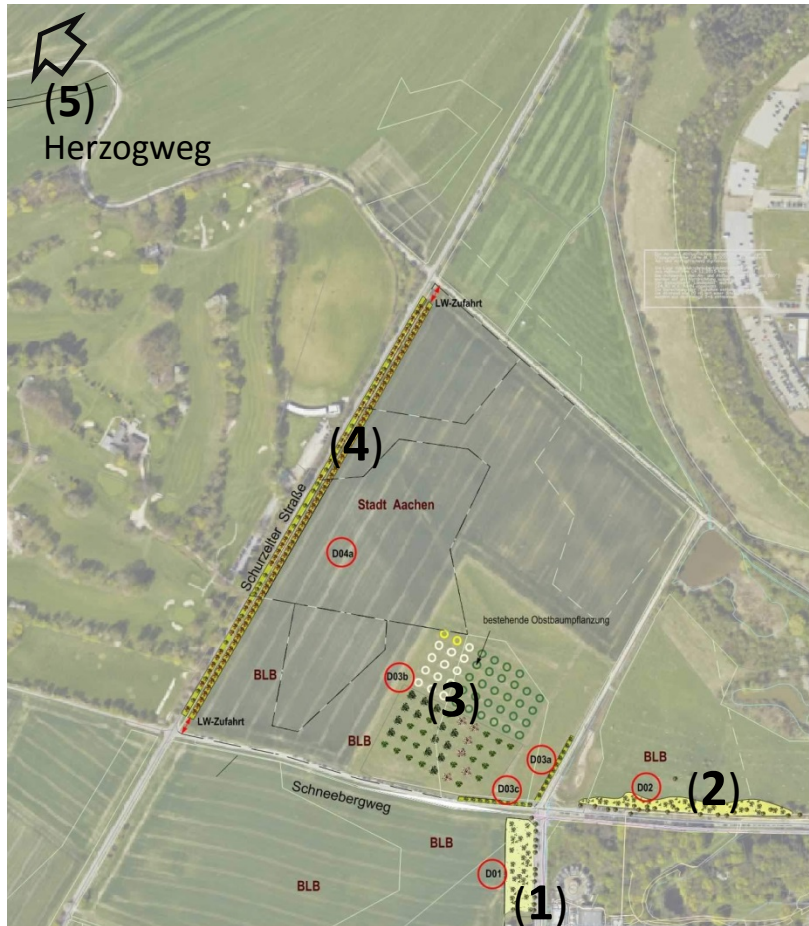 (5)
Herzogweg
LW-Zufahrt
(4)
Schurzelter Straße
Stadt Aachen
D04a
bestehende Obstbaumpflanzung
BLB
D03b
(3)
LW-Zufahrt
BLB
D03a
BLB
D03c
D02
(2)
Schneebergweg
BLB
D01
BLB
(1)